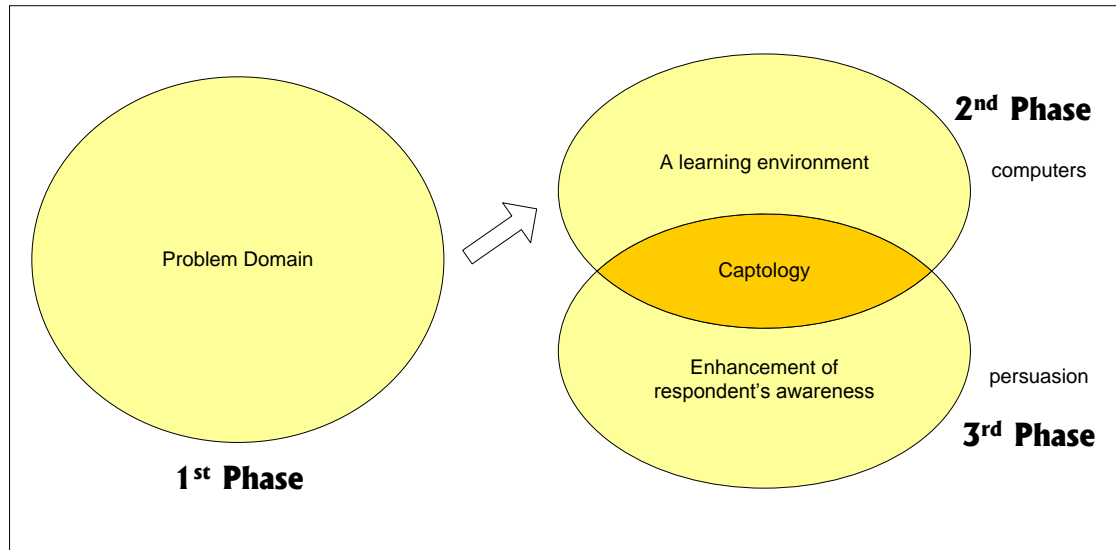 Problem Domain
1st Phase
2nd Phase
A learning environment
computers
Captology
Enhancement of
respondent's awareness
persuasion
3rd Phase